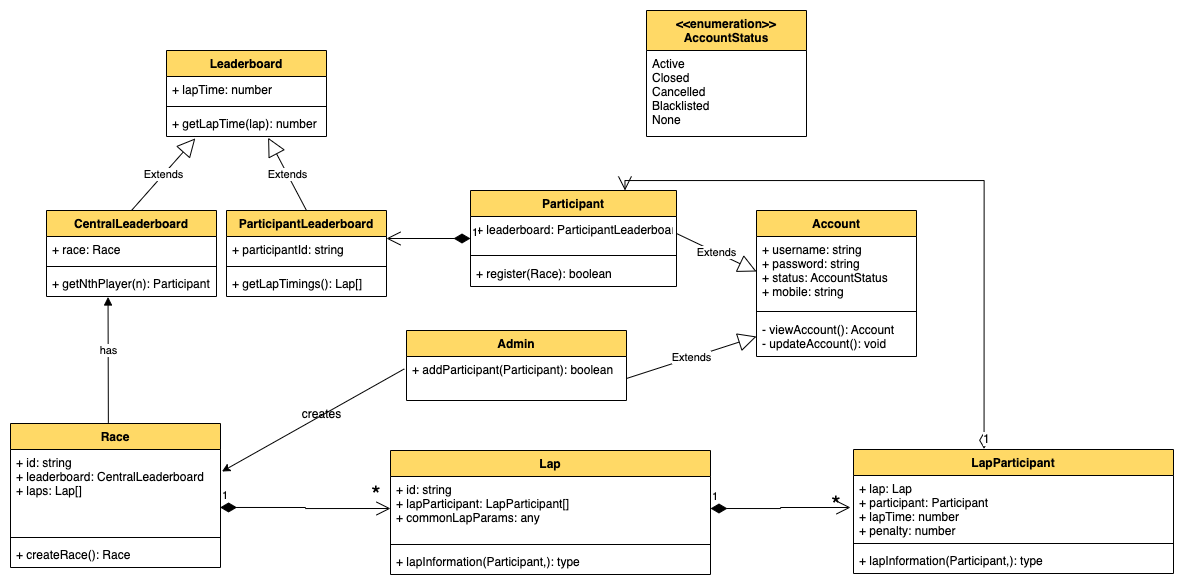 <<enumeration>>
AccountStatus
Active
Closed
Cancelled
Blacklisted
None
Leaderboard
+ lapTime: number
+ getLapTime(lap): number
Extends
Extends
CentralLeaderboard
+ race: Race
+ getNthPlayer(n): Participant
ParticipantLeaderboard
+ participantId: string
+ getLapTimings(): Lap[]
Participant
1
+ leaderboard: ParticipantLeaderboa
+ register(Race): boolean
Extends
Account
+ username: string
+ password: string
+ status: AccountStatus
+ mobile: string
- viewAccount(): Account
- updateAccount(): void
Admin
+ addParticipant(Participant): boolean
Extends
has
creates
Race
+ id: string
+ leaderboard: CentralLeaderboard
+ laps: Lap[]
+ createRace(): Race
1
*
Lap
+ id: string
+ lapParticipant: LapParticipant[]
+ commonLapParams: any
+ lapInformation(Participant,): type
1
*
1
LapParticipant
+ lap: Lap
+ participant: Participant
+ lapTime: number
+ penalty: number
+ lapInformation(Participant,): type